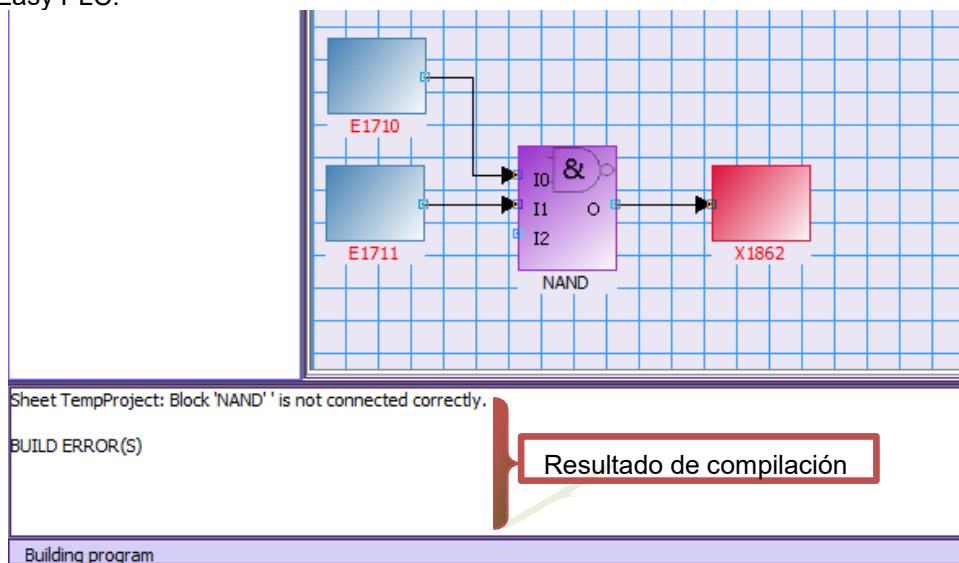 Easy PLC.
E1710
I0
&
I1
O
I2
E1711
NAND
X1862
Sheet TempProject: Block 'NAND' ' is not connected correctly.
BUILD ERROR(S)
Resultado de compilación
Building program